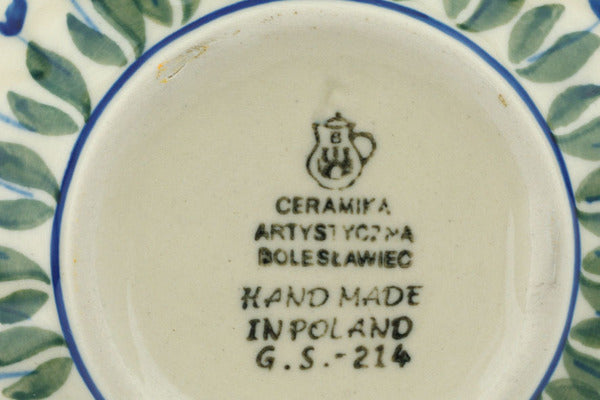 B
CERAMIKA
ARTYSTYCZNA
BOLESŁAWIEC
HAND MADE
IN POLAND
G.S.-214